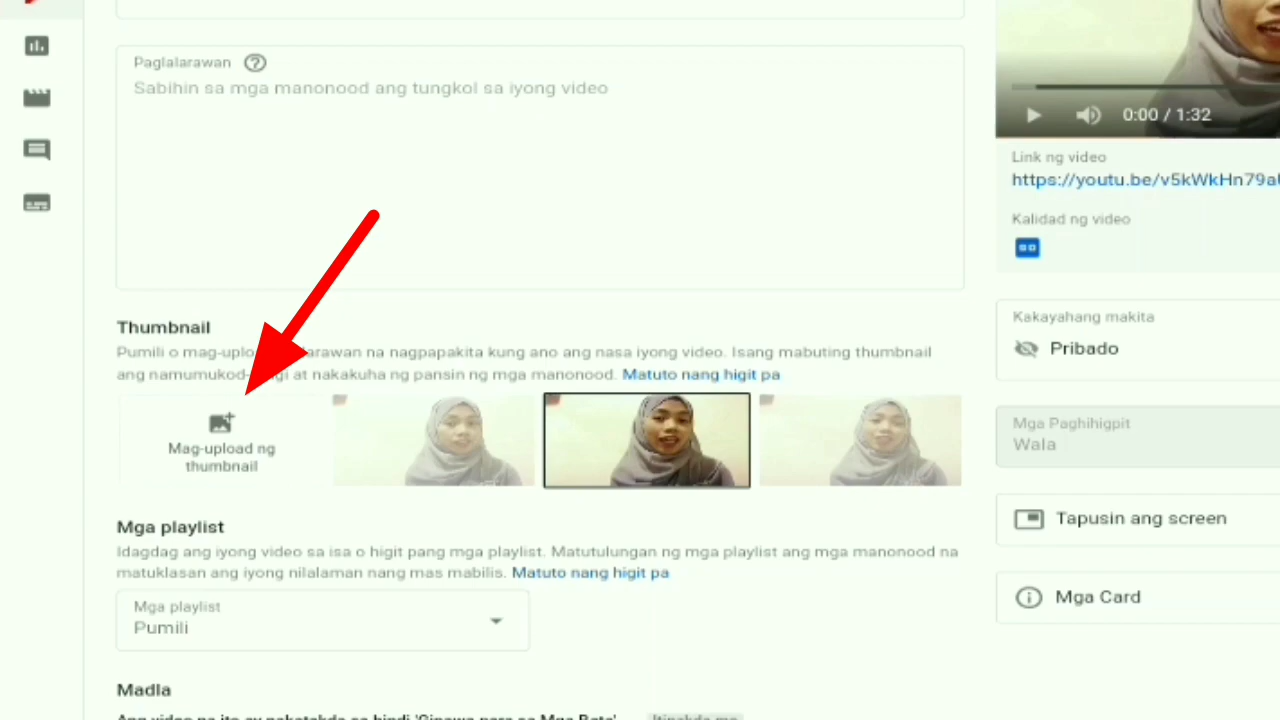 Paglalarawan
Sabihin sa mga manonood ang tungkol sa iyong video
0:00 / 1:32
Link ng video
https://youtu.be/v5kWkHn79a
Kalidad ng video
Kakayahang makita
Pribado
Mga Paghihigpit
Wala
Tapusin ang screen
Mga Card
Thumbnail
Pumili o na nagpapakita kung ano ang nasa iyong video. Isang mabuting thumbnail
ang at nakakuha ng pansin ng mga manonood. Matuto nang higit pa
Mag-upload ng
thumbnail
Mga playlist
Idagdag ang iyong video sa isa o higit pang mga playlist. Matutulungan ng mga playlist ang mga manonood na
matuklasan ang iyong nilalaman nang mas mabilis. Matuto nang higit pa
Mga playlist
Pumili
Madla